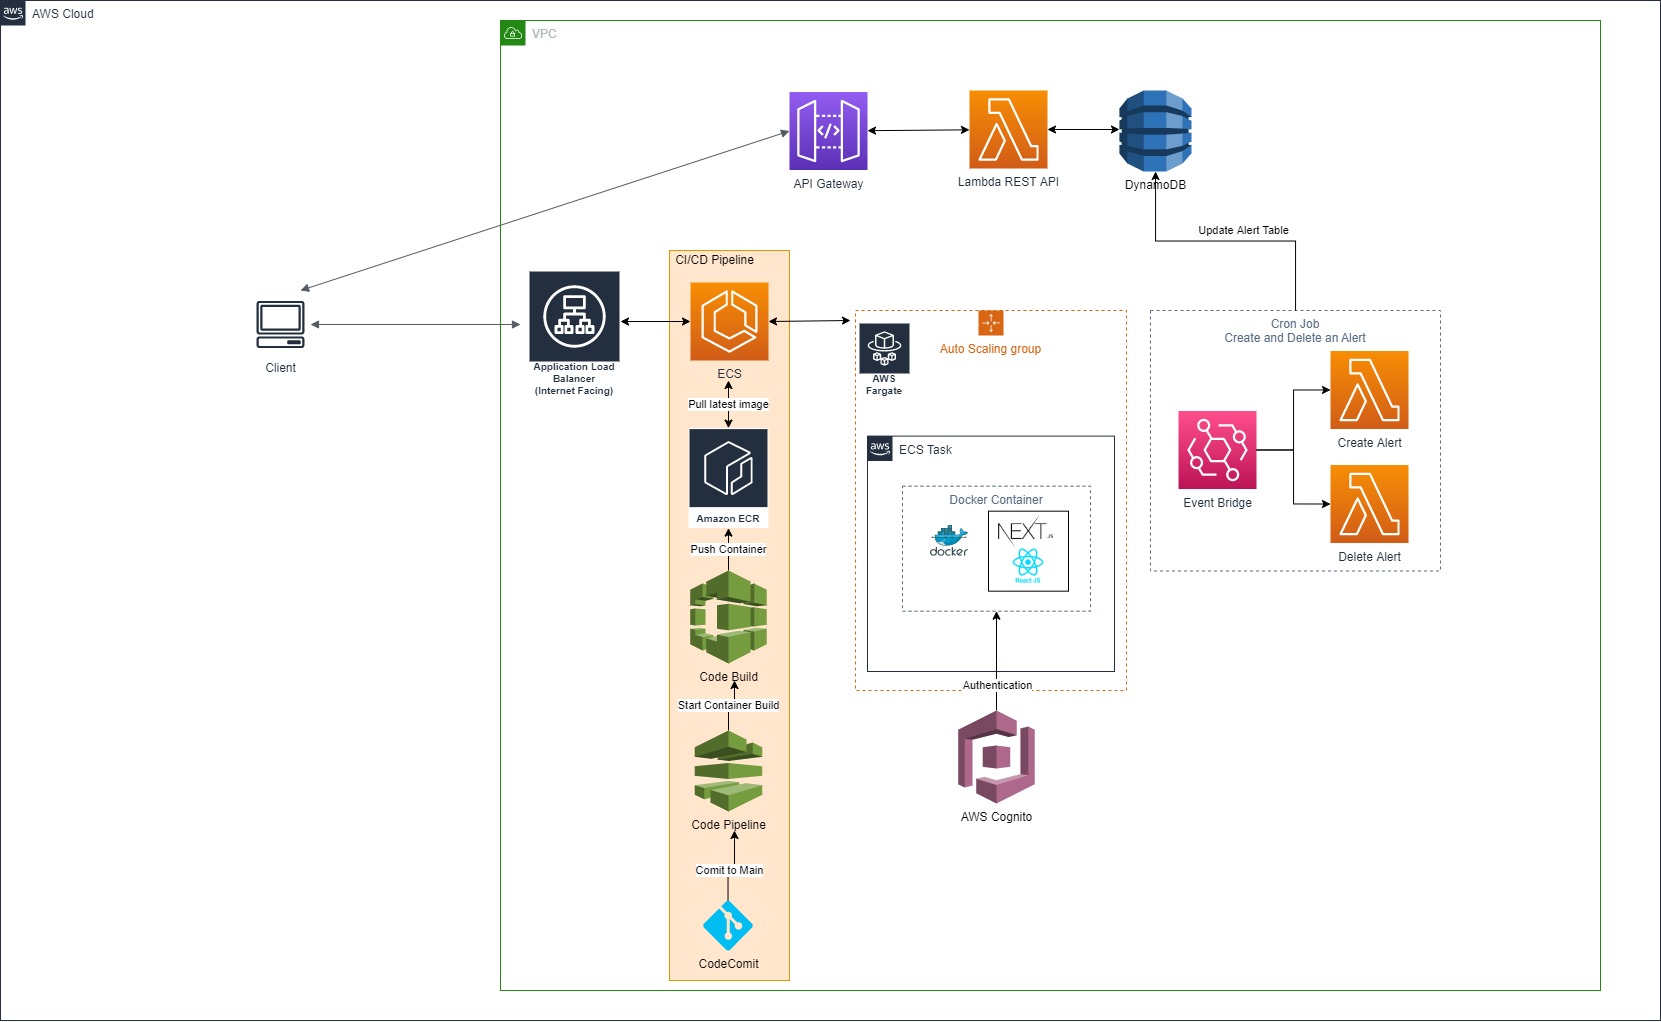 aws
AWS Cloud
VPC
</>
API Gateway
Lambda REST API
DynamoDB
Update Alert Table
CI/CD Pipeline
Client
Application Load
Balancer
(Internet Facing)
ECS
Pull latest image
Amazon ECR
Push Container
Code Build
Start Container Build
Code Pipeline
Comit to Main
CodeComit
Auto Scaling group
AWS
Fargate
aws
ECS Task
Docker Container
docker
NEXT.JS
React JS
Authentication
AWS Cognito
Cron Job
Create and Delete an Alert
Event Bridge
Create Alert
Delete Alert